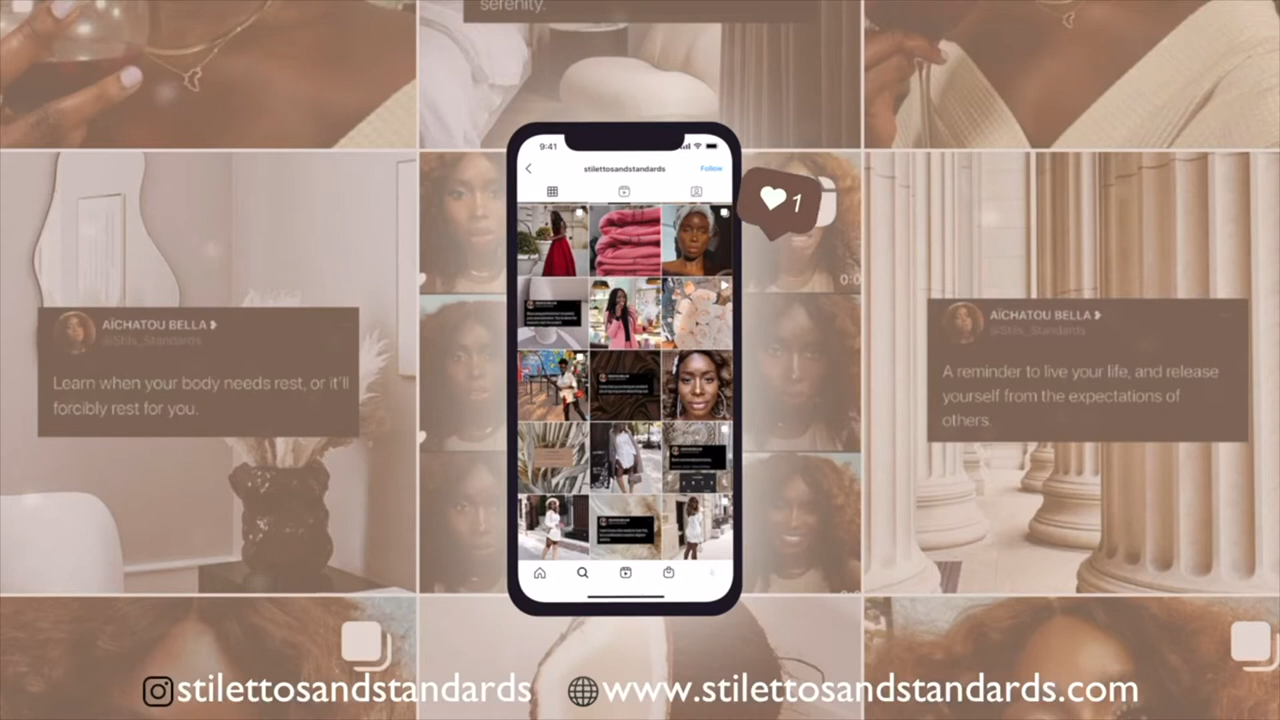 serenity.
9:41
stilettosandstandards
Follow
1
0:0
AÏCHATOU BELLA
@Stils_Standards
Learn when your body needs rest, or it'll
forcibly rest for you.
AÏCHATOU BELLA
@Stils_Standards
A reminder to live your life, and release
yourself from the expectations of
others.
stilettosandstandards
www.stilettosandstandards.com